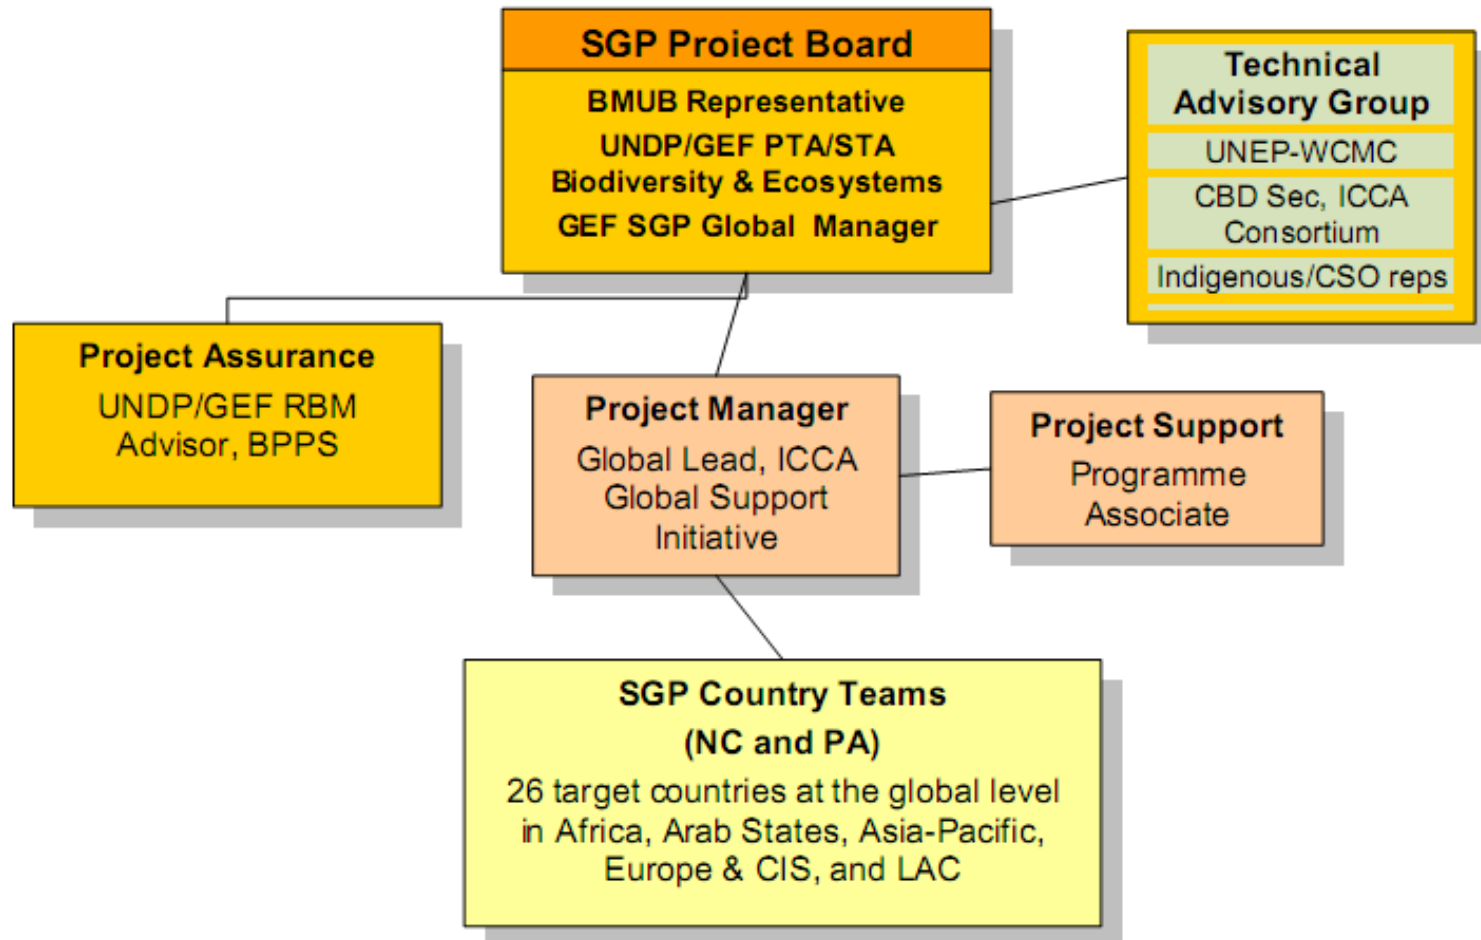 SGP Proiect Board
BMUB Representative
UNDP/GEF PTA/STA
Biodiversity & Ecosystems
GEF SGP Global Manager
Technical
Advisory Group
UNEP-WCMC
CBD Sec, ICCA
Consortium
Indigenous/CSO reps
Project Assurance
UNDP/GEF RBM
Advisor, BPPS
Project Manager
Global Lead, ICCA
Global Support
Initiative
Project Support
Programme
Associate
SGP Country Teams
(NC and PA)
26 target countries at the global level
in Africa, Arab States, Asia-Pacific,
Europe & CIS, and LAC